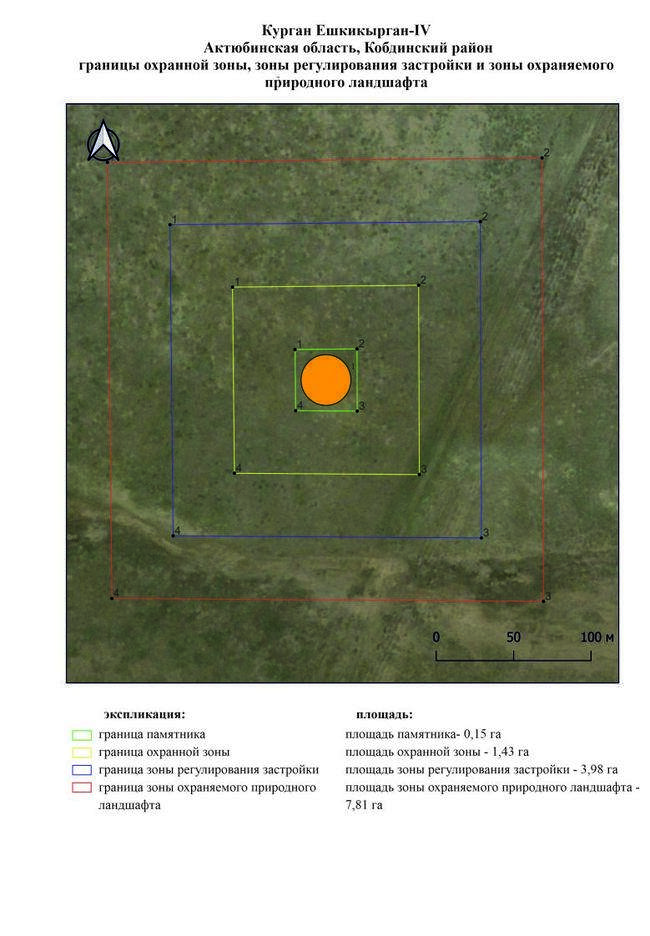 Курган Ешкикырган-IV
Актюбинская область, Кобдинский район
границы охранной зоны, зоны регулирования застройки и зоны охраняемого
природного ландшафта
2
1 2
1 2
1 2
1
4 3
4 3
4 3
4 3
0 50 100 м
экспликация: площадь:
граница памятника площадь памятника- 0,15 га
граница охранной зоны площадь охранной зоны - 1,43 га
граница зоны регулирования застройки площадь зоны регулирования застройки - 3,98 га
граница зоны охраняемого природного площадь зоны охраняемого природного ландшафта -
ландшафта 7,81 га